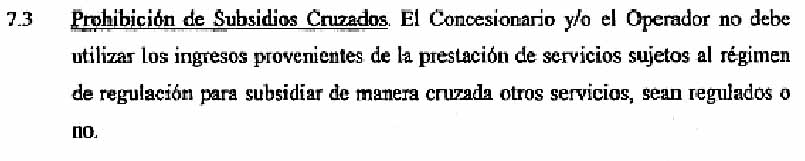 7.3 Prohibición de Subsidios Cruzados. El Concesionario y/o el Operador no debe
utilizar los ingresos provenientes de la prestación de servicios sujetos al régimen
de regulación para subsidiar de manera cruzada otros servicios, sean regulados o
no.